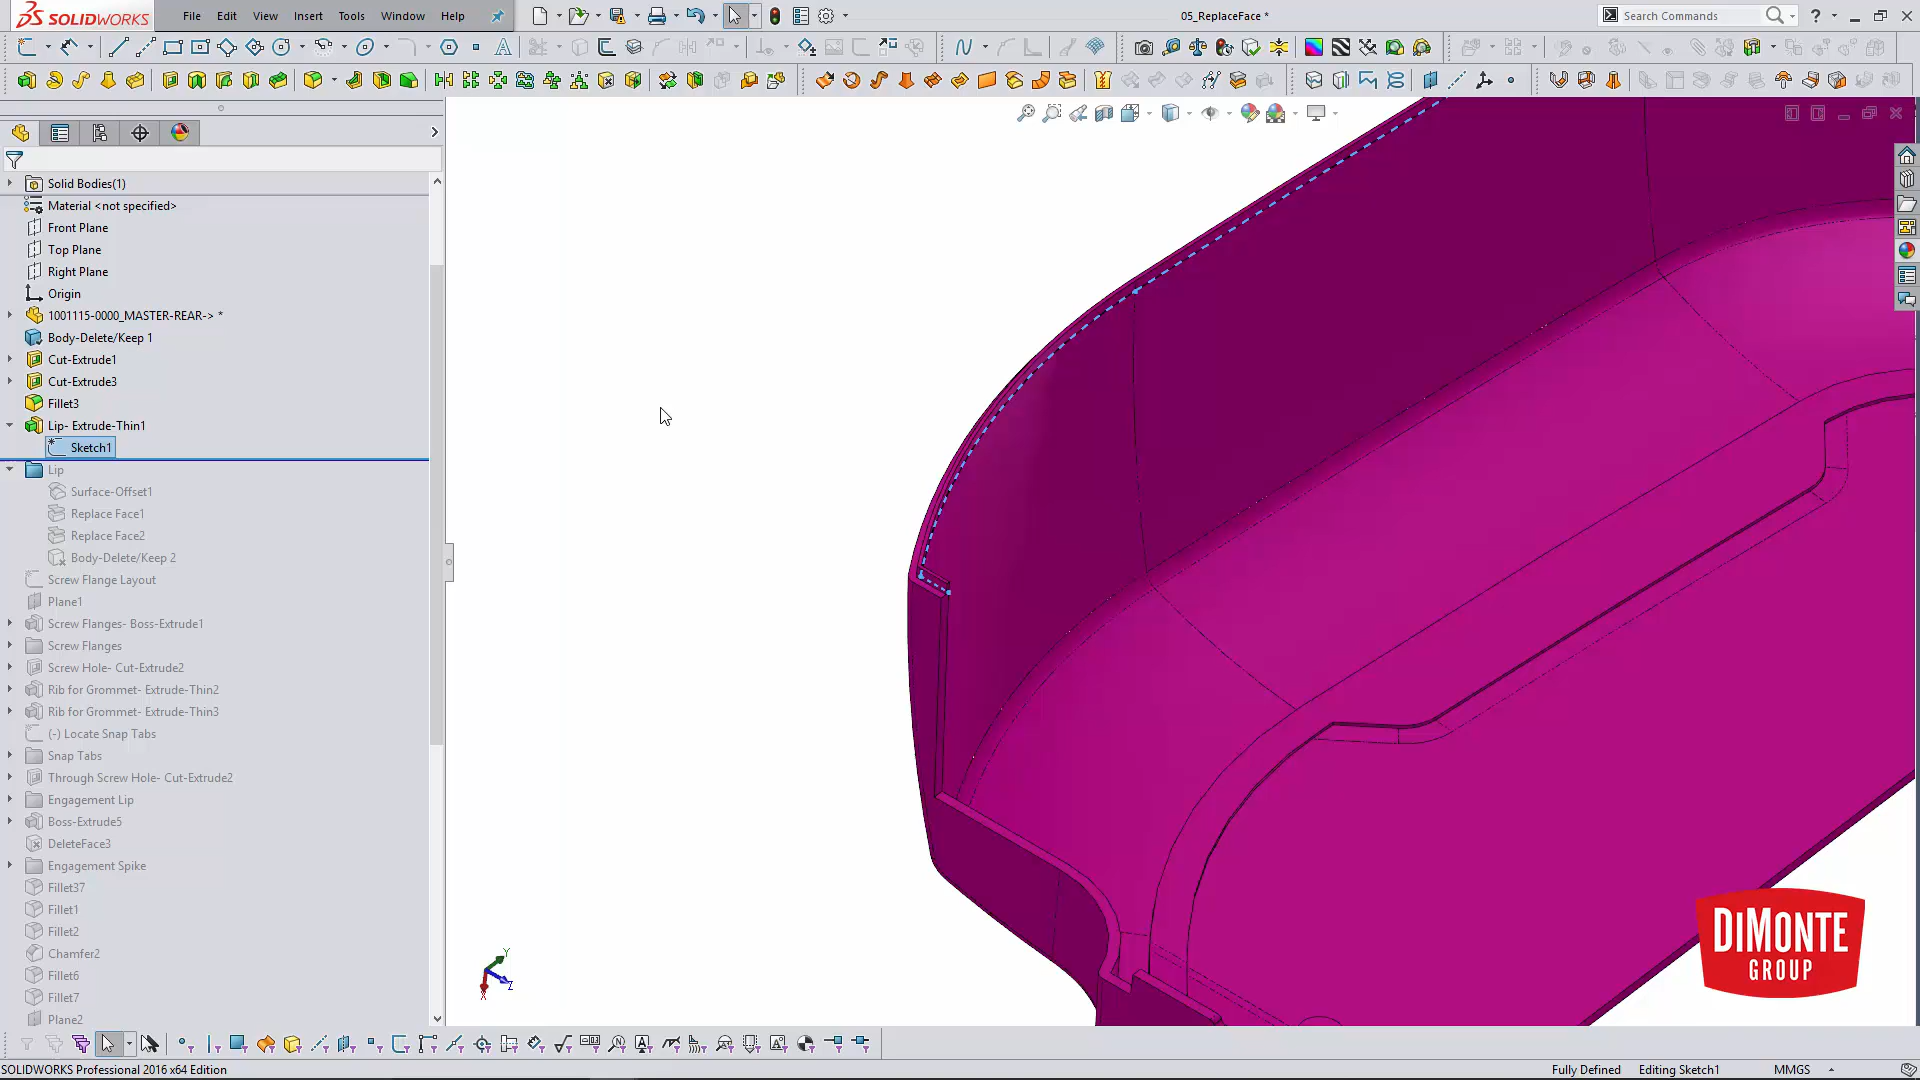 SOLIDWORKS
File Edit View Insert Tools Window Help
05_ReplaceFace *
Search Commands
Solid Bodies(1)
Material <not specified>
Front Plane
Top Plane
Right Plane
Origin
1001115-0000_MASTER-REAR-> *
Body-Delete/Keep 1
Cut-Extrude1
Cut-Extrude3
Fillet3
Lip- Extrude-Thin1
Sketch1
Lip
Surface-Offset1
Replace Face1
Replace Face2
Body-Delete/Keep 2
Screw Flange Layout
Plane1
Screw Flanges- Boss-Extrude1
Screw Flanges
Screw Hole- Cut-Extrude2
Rib for Grommet- Extrude-Thin2
Rib for Grommet- Extrude-Thin3
(-) Locate Snap Tabs
Snap Tabs
Through Screw Hole- Cut-Extrude2
Engagement Lip
Boss-Extrude5
DeleteFace3
Engagement Spike
Fillet37
Fillet1
Fillet2
Chamfer2
Fillet6
Fillet7
Plane2
Y
Z
X
DIMONTE
GROUP
SOLIDWORKS Professional 2016 x64 Edition
Fully Defined Editing Sketch1 MMGS